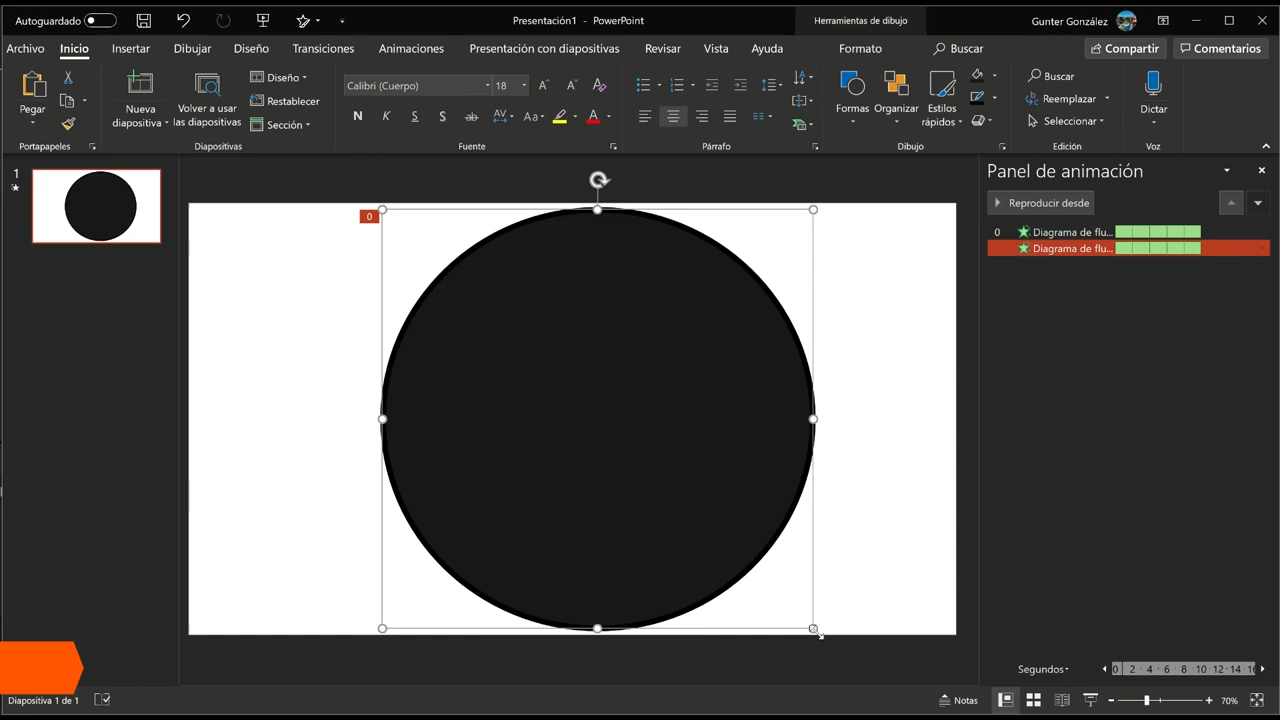 Autoguardado
Presentación1 - PowerPoint
Herramientas de dibujo
Gunter González
Archivo Inicio Insertar Dibujar Diseño Transiciones Animaciones Presentación con diapositivas Revisar Vista Ayuda Formato Buscar Compartir Comentarios
Pegar
Nueva diapositiva
Volver a usar las diapositivas
Diseño
Restablecer
Sección
Calibri (Cuerpo) 18
N K S S ab AV Aa A
Formas
Organizar
Estilos rápidos
Buscar
Reemplazar
Seleccionar
Dictar
Portapapeles Diapositivas Fuente Párrafo Dibujo Edición Voz
1
0
Panel de animación
Reproducir desde
0 Diagrama de flu...
Diagrama de flu...
Segundos 0 2 4 6 8 10 12 14 16
Diapositiva 1 de 1
Notas
70%